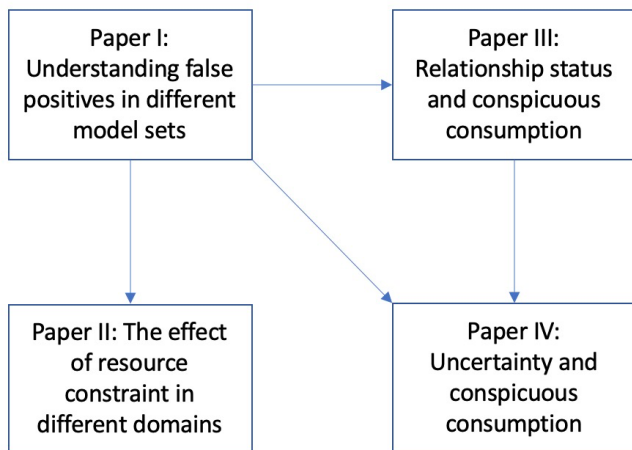 Paper I:
Understanding false
positives in different
model sets
Paper III:
Relationship status
and conspicuous
consumption
Paper II: The effect
of resource
constraint in
different domains
Paper IV:
Uncertainty and
conspicuous
consumption